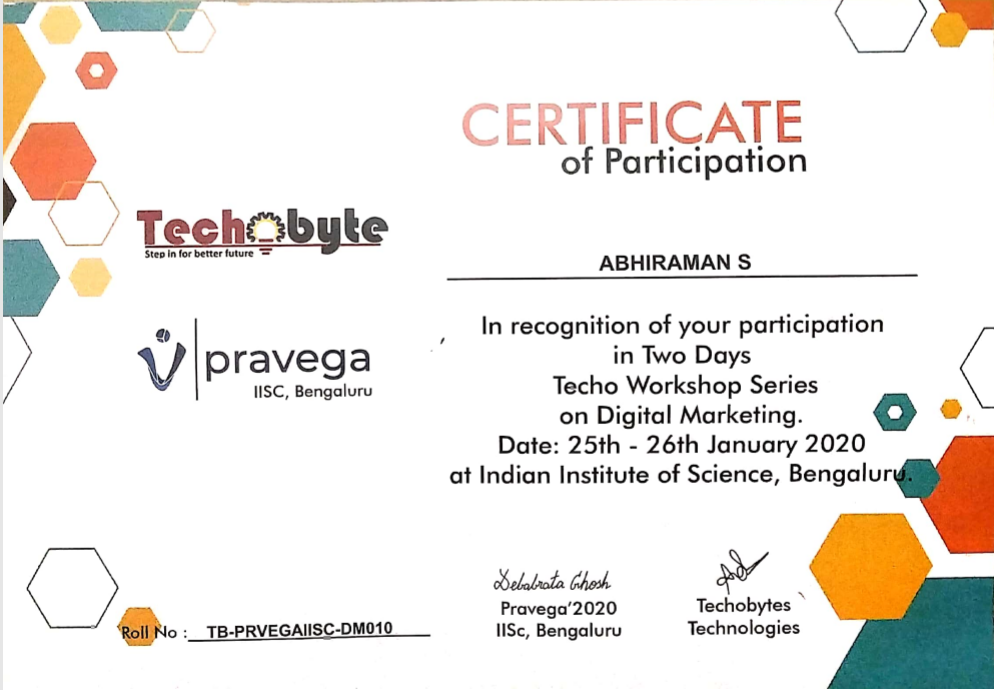 CERTIFICATE
of Participation
Techobyte
Step in for better future
ABHIRAMAN S
pravega
IISC, Bengaluru
In recognition of your participation
in Two Days
Techo Workshop Series
on Digital Marketing.
Date: 25th - 26th January 2020
at Indian Institute of Science, Bengaluru.
Debabrata Ghosh
Pravega'2020
IISc, Bengaluru
Techobytes
Technologies
Roll No : TB-PRVEGAIISC-DM010